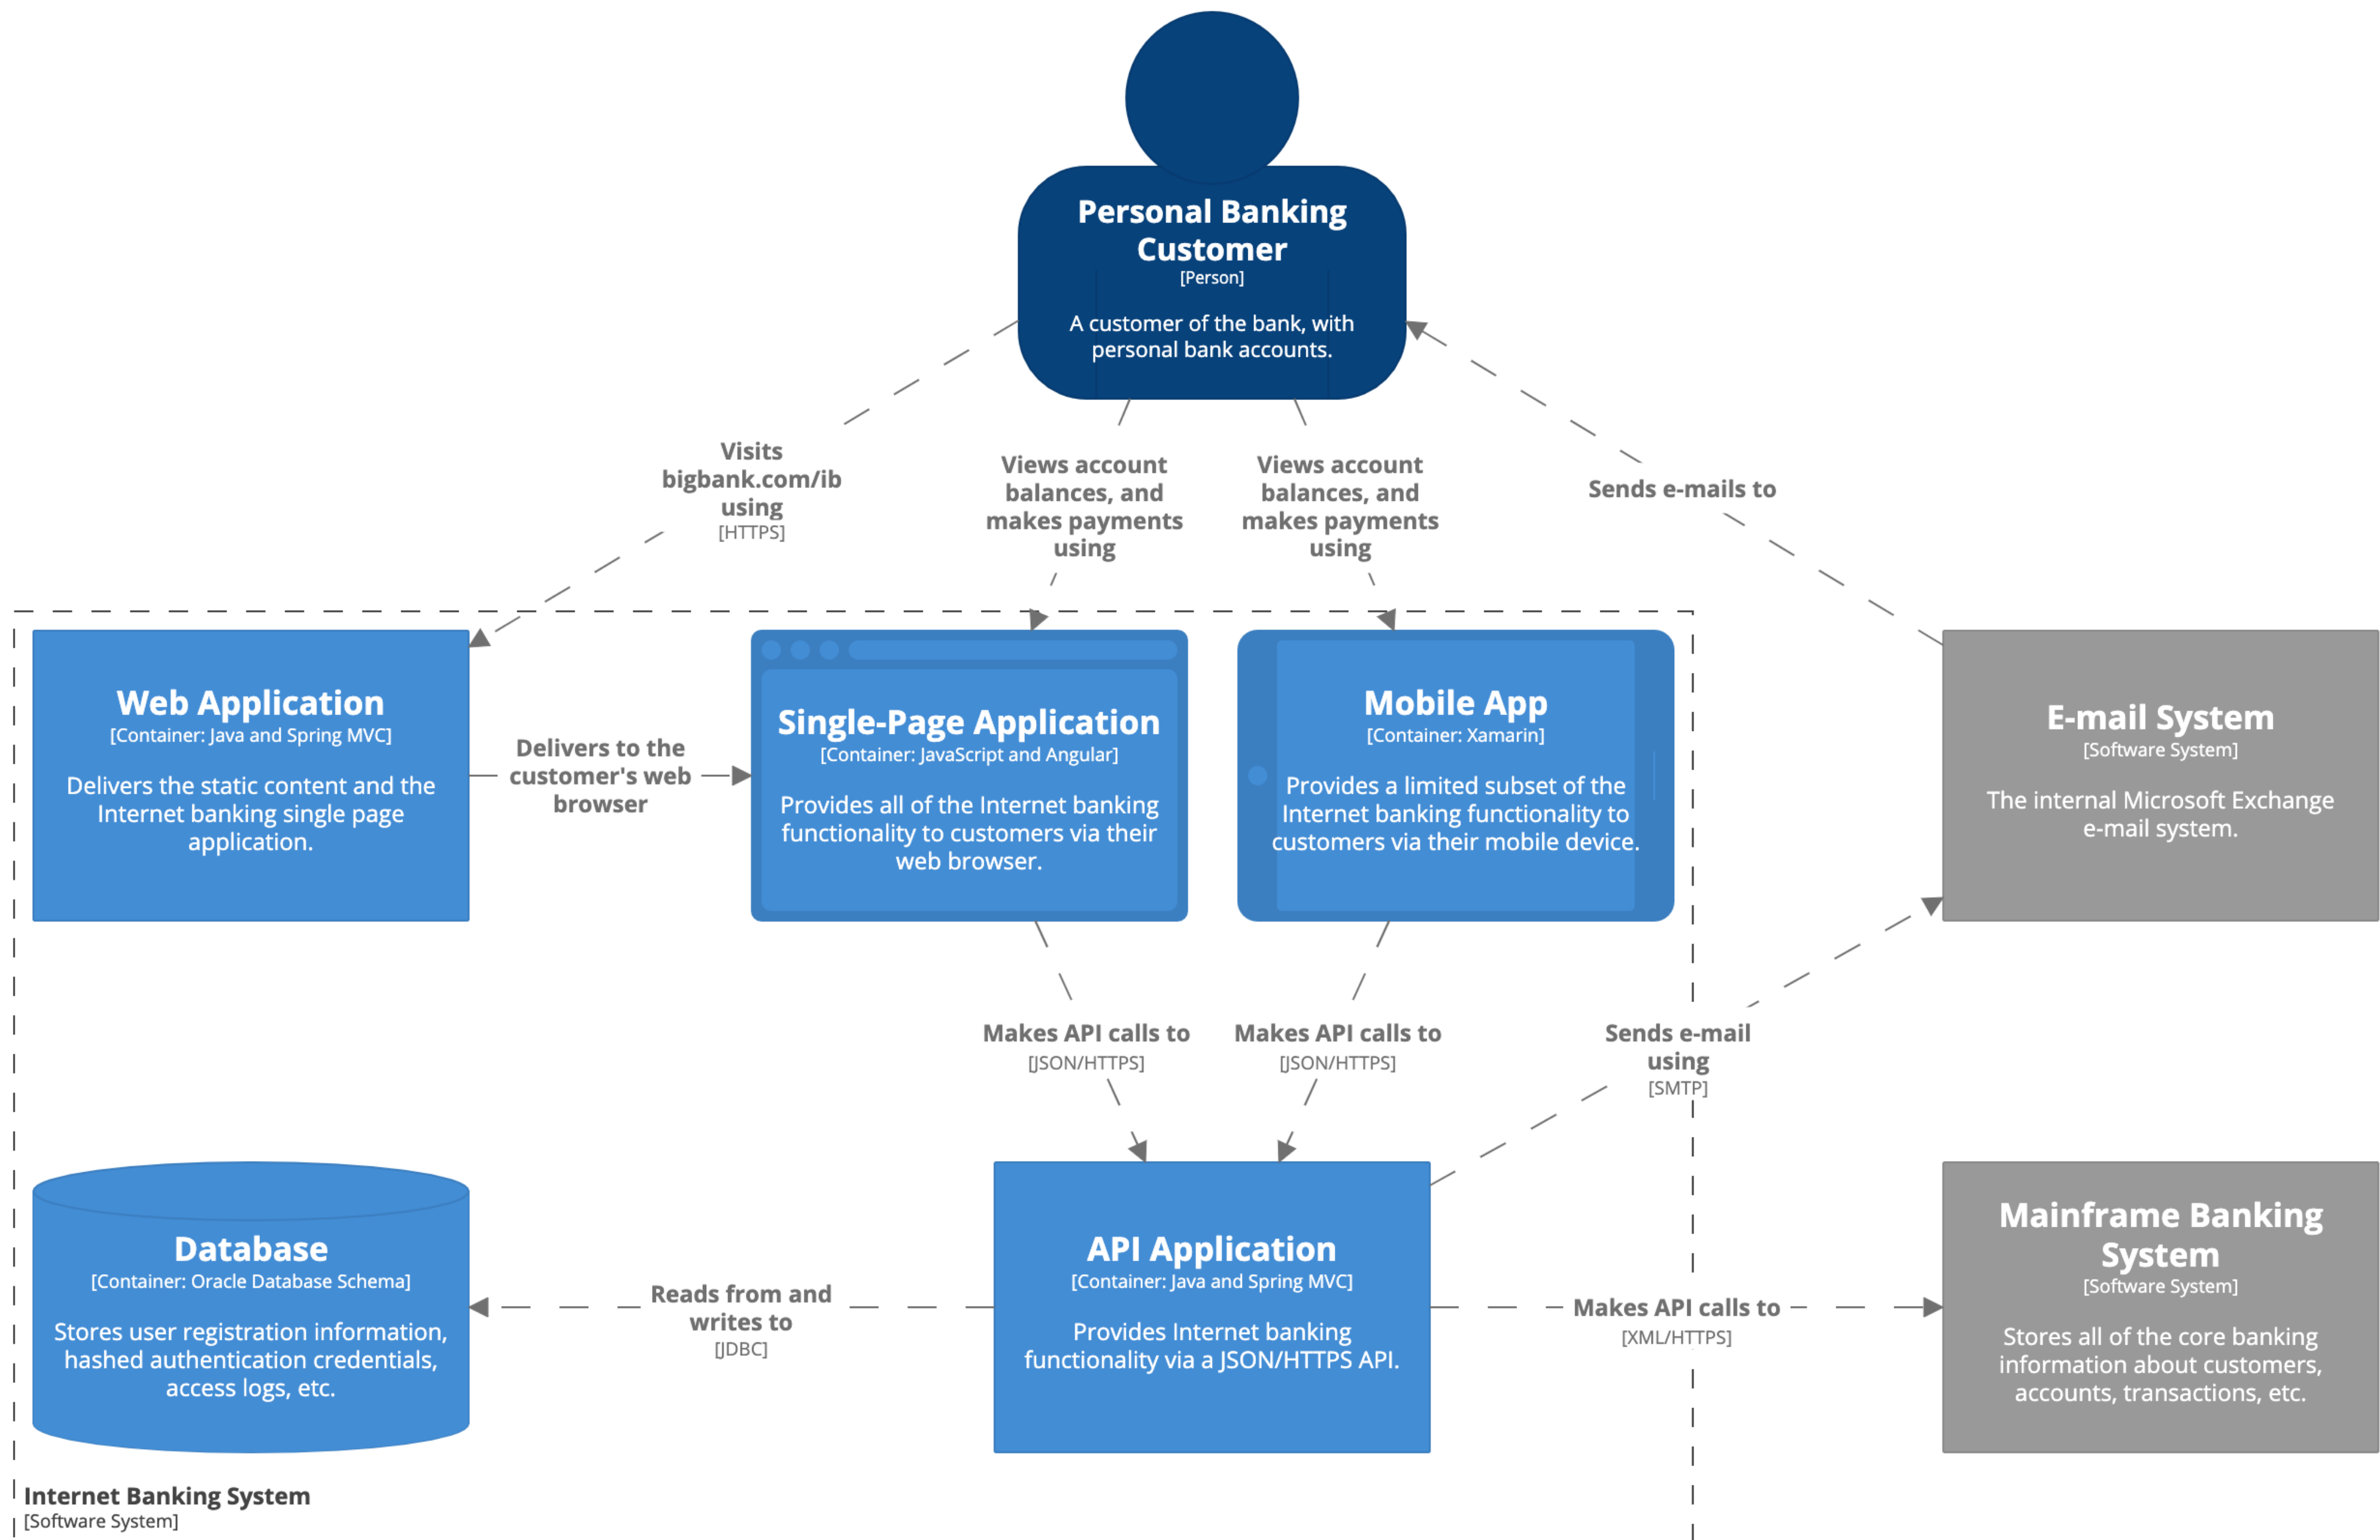 Personal Banking
Customer
[Person]
A customer of the bank, with
personal bank accounts.
Visits
bigbank.com/ib
using
[HTTPS]
Views account
balances, and
makes payments
using
Views account
balances, and
makes payments
using
Sends e-mails to
Web Application
[Container: Java and Spring MVC]
Delivers the static content and the
Internet banking single page
application.
Delivers to the
customer's web
browser
Single-Page Application
[Container: JavaScript and Angular]
Provides all of the Internet banking
functionality to customers via their
web browser.
Mobile App
[Container: Xamarin]
Provides a limited subset of the
Internet banking functionality to
customers via their mobile device.
E-mail System
[Software System]
The internal Microsoft Exchange
e-mail system.
Makes API calls to
[JSON/HTTPS]
Makes API calls to
[JSON/HTTPS]
Sends e-mail
using
[SMTP]
Database
[Container: Oracle Database Schema]
Stores user registration information,
hashed authentication credentials,
access logs, etc.
Reads from and
writes to
[JDBC]
API Application
[Container: Java and Spring MVC]
Provides Internet banking
functionality via a JSON/HTTPS API.
Makes API calls to
[XML/HTTPS]
Mainframe Banking
System
[Software System]
Stores all of the core banking
information about customers,
accounts, transactions, etc.
Internet Banking System
[Software System]